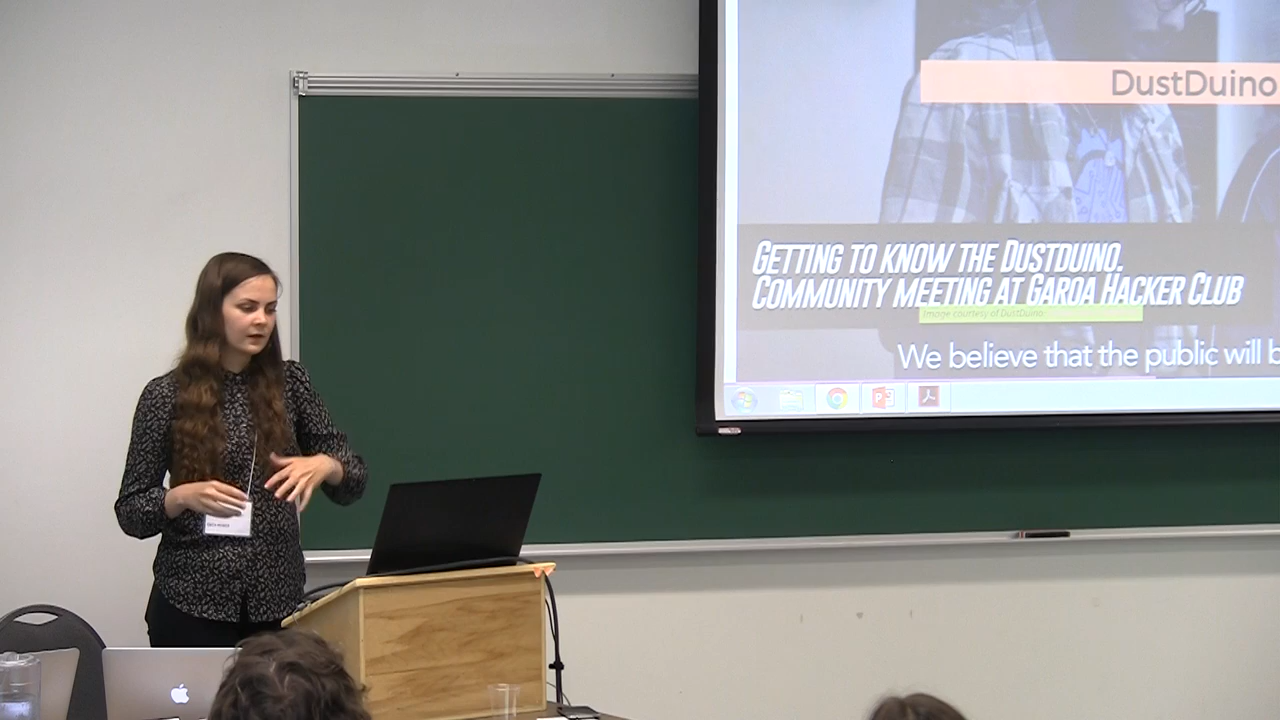 DustDuino
GETTING TO KNOW THE DUSTDUINO.
COMMUNITY MEETING AT GAROA HACKER CLUB
Image courtesy of DustDuino
We believe that the public will b